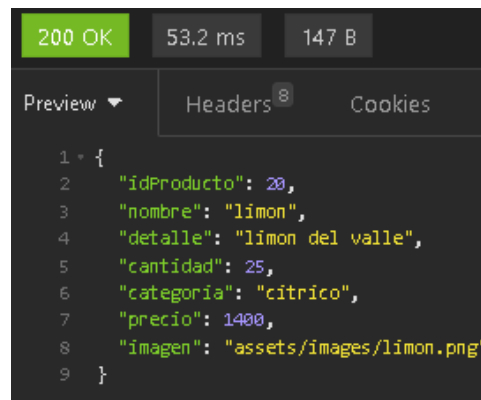 200 OK 53.2 ms 147 B
Preview Headers 8 Cookies
1 {
2 "idProducto": 20,
3 "nombre": "limon",
4 "detalle": "limon del valle",
5 "cantidad": 25,
6 "categoria": "citrico",
7 "precio": 1400,
8 "imagen": "assets/images/limon.png"
9 }